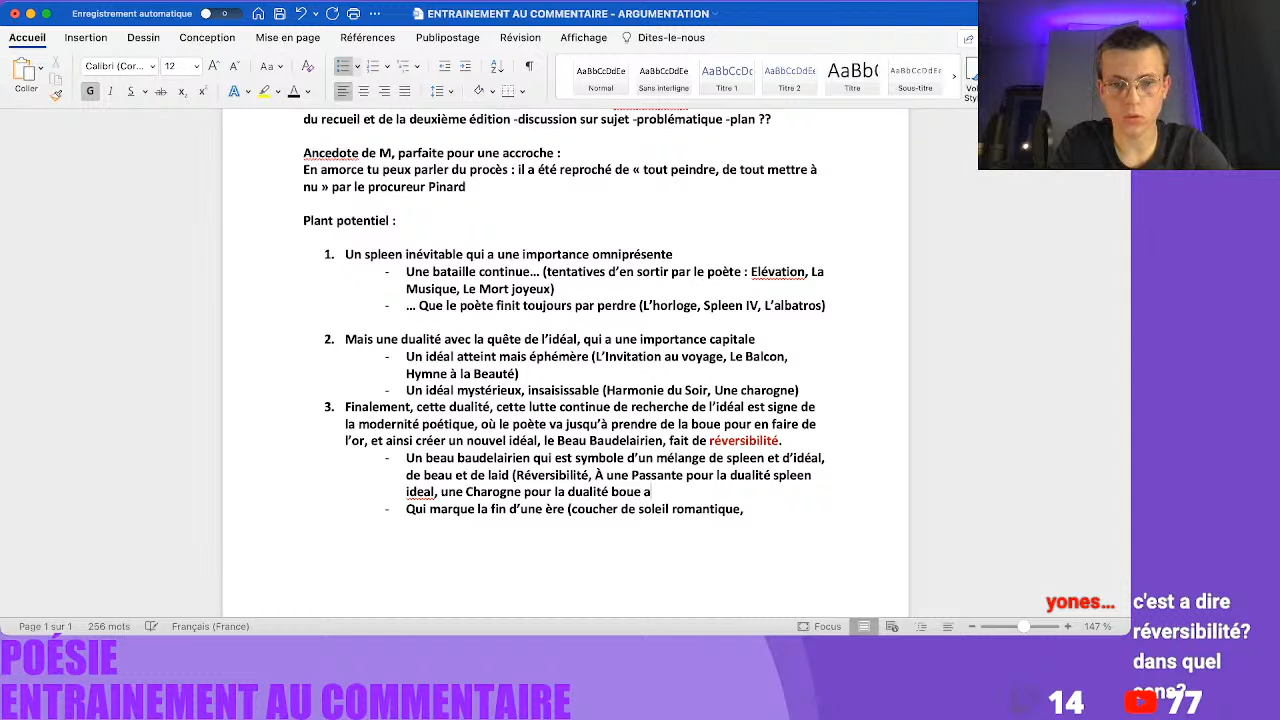 Enregistrement automatique
ENTRAINEMENT AU COMMENTAIRE - ARGUMENTATION
Accueil Insertion Dessin Conception Mise en page Références Publipostage Révision Affichage Dites-le-nous
Coller
Calibri (Cor... 12
G I S ab x₂ x² A A
AaBbCcDdEe AaBbCcDdEe AaBbCcDc AaBbCcDdEe AaBb( AaBbCcDdEe
Normal Sans interligne Titre 1 Titre 2 Titre Sous-titre
du recueil et de la deuxième édition -discussion sur sujet -problématique -plan ??
Ancedote de M, parfaite pour une accroche :
En amorce tu peux parler du procès : il a été reproché de « tout peindre, de tout mettre à
nu » par le procureur Pinard
Plant potentiel :
1. Un spleen inévitable qui a une importance omniprésente
- Une bataille continue… (tentatives d’en sortir par le poète : Elévation, La
Musique, Le Mort joyeux)
- … Que le poète finit toujours par perdre (L’horloge, Spleen IV, L’albatros)
2. Mais une dualité avec la quête de l’idéal, qui a une importance capitale
- Un idéal atteint mais éphémère (L’Invitation au voyage, Le Balcon,
Hymne à la Beauté)
- Un idéal mystérieux, insaisissable (Harmonie du Soir, Une charogne)
3. Finalement, cette dualité, cette lutte continue de recherche de l’idéal est signe de
la modernité poétique, où le poète va jusqu’à prendre de la boue pour en faire de
l’or, et ainsi créer un nouvel idéal, le Beau Baudelairien, fait de réversibilité.
- Un beau baudelairien qui est symbole d’un mélange de spleen et d’idéal,
de beau et de laid (Réversibilité, À une Passante pour la dualité spleen
ideal, une Charogne pour la dualité boue a
- Qui marque la fin d’une ère (coucher de soleil romantique,
yones... c'est a dire
réversibilité?
dans quel
sens?
Page 1 sur 1 256 mots Français (France) Focus 147 %
POÉSIE
ENTRAINEMENT AU COMMENTAIRE
14 77